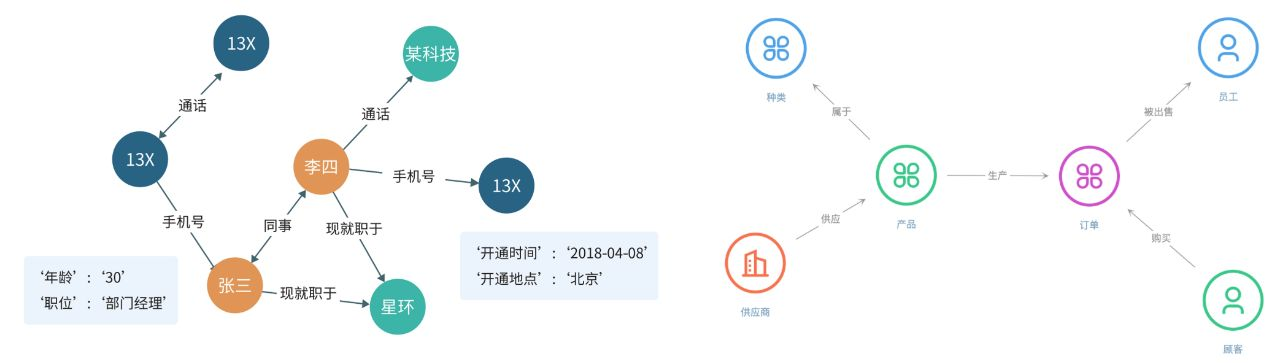 13X
某科技
通话
通话
13X
李四
手机号
13X
手机号
同事
现就职于
‘开通时间’ : ‘2018-04-08’
‘开通地点’ : ‘北京’
‘年龄’ : ‘30’
‘职位’ : ‘部门经理’
张三
现就职于
星环
种类
员工
属于
被出售
生产
供应
产品
订单
购买
供应商
顾客